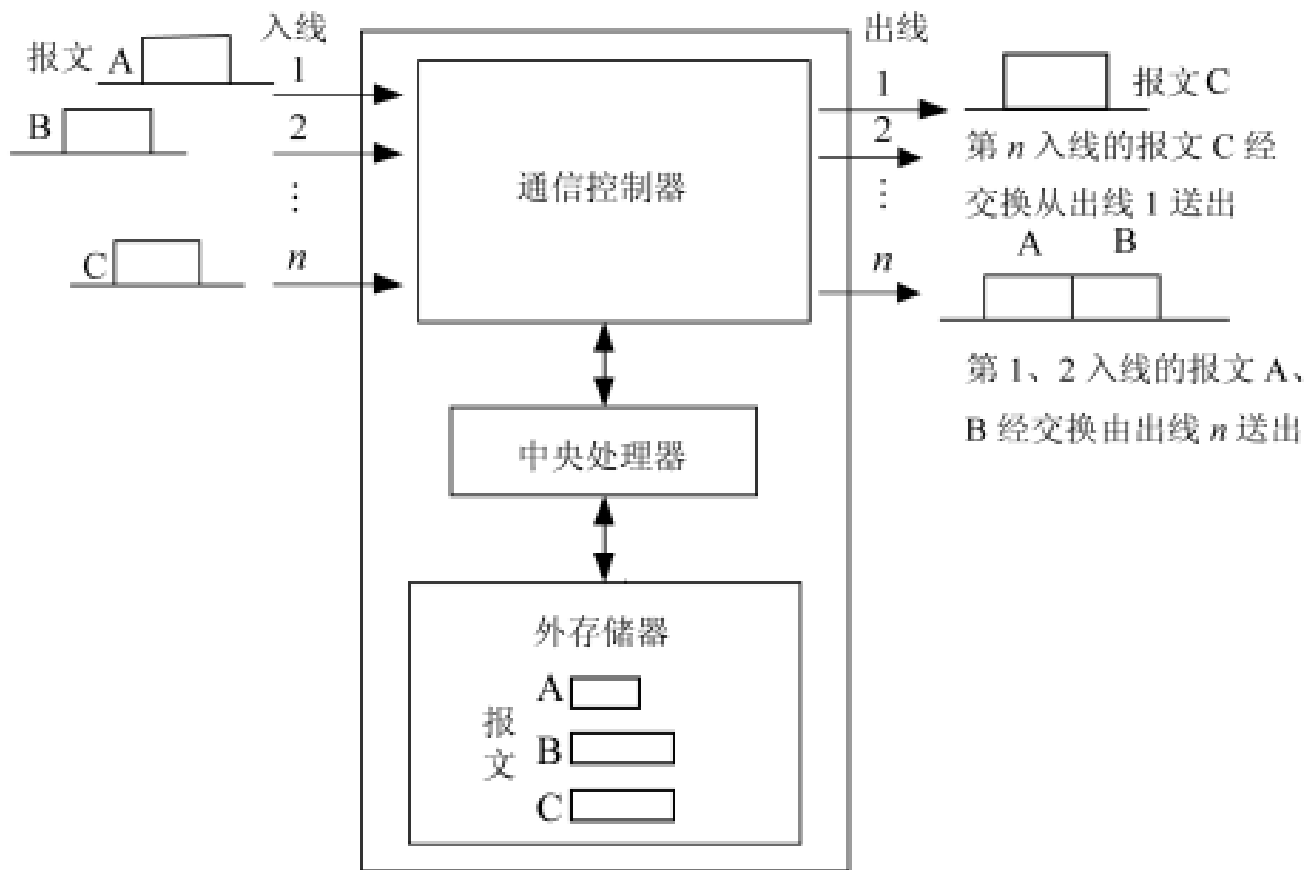 入线
出线
报文 A
1
B
2
⋮
C
n
通信控制器
1
报文 C
2
第 n 入线的报文 C 经
⋮
交换从出线 1 送出
A B
n
第 1、2 入线的报文 A、
B 经交换由出线 n 送出
中央处理器
外存储器
报文
A
B
C